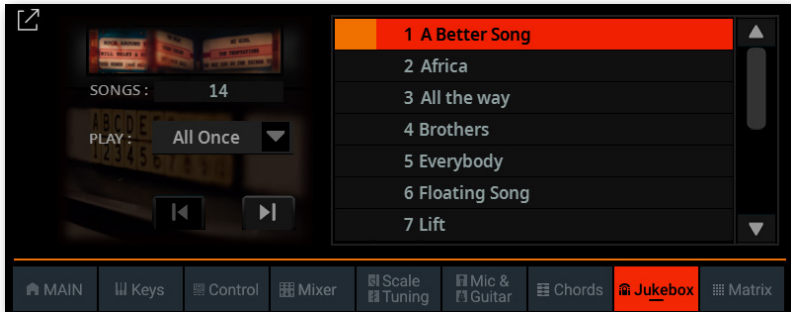 SONGS :
14
PLAY :
All Once
1 A Better Song
2 Africa
3 All the way
4 Brothers
5 Everybody
6 Floating Song
7 Lift
MAIN
Keys
Control
Mixer
Scale
Tuning
Mic &
Guitar
Chords
Jukebox
Matrix